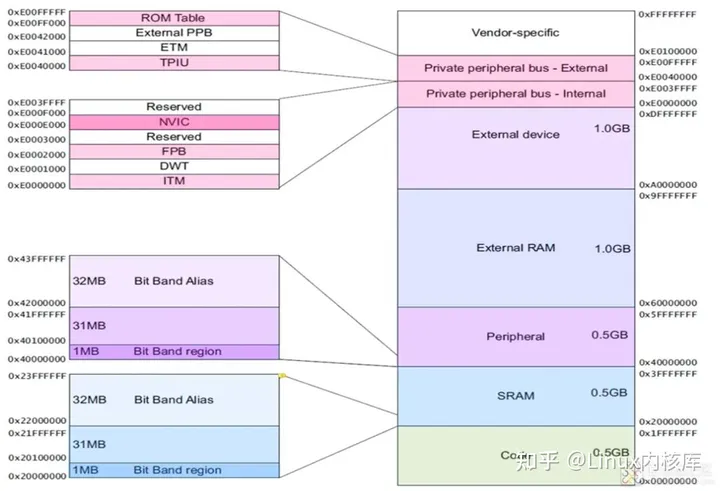 0xE00FFFFF
ROM Table
0xE00FF000
External PPB
0xE0042000
ETM
0xE0041000
TPIU
0xE0040000
0xE003FFFF
Reserved
0xE000F000
NVIC
0xE000E000
Reserved
0xE0003000
FPB
0xE0002000
DWT
0xE0001000
ITM
0xE0000000
0x43FFFFFF
32MB Bit Band Alias
0x42000000
0x41FFFFFF
31MB
0x40100000
1MB Bit Band region
0x40000000
0x23FFFFFF
32MB Bit Band Alias
0x22000000
0x21FFFFFF
31MB
0x20100000
1MB Bit Band region
0x20000000
0xFFFFFFFF
Vendor-specific
0xE0100000
0xE00FFFFF
Private peripheral bus - External
0xE0040000
0xE003FFFF
Private peripheral bus - Internal
0xE0000000
0xDFFFFFFF
External device 1.0GB
0xA0000000
0x9FFFFFFF
External RAM 1.0GB
0x60000000
0x5FFFFFFF
Peripheral 0.5GB
0x40000000
0x3FFFFFFF
SRAM 0.5GB
0x20000000
0x1FFFFFFF
Code 0.5GB
0x00000000
知乎 @Linux内核库